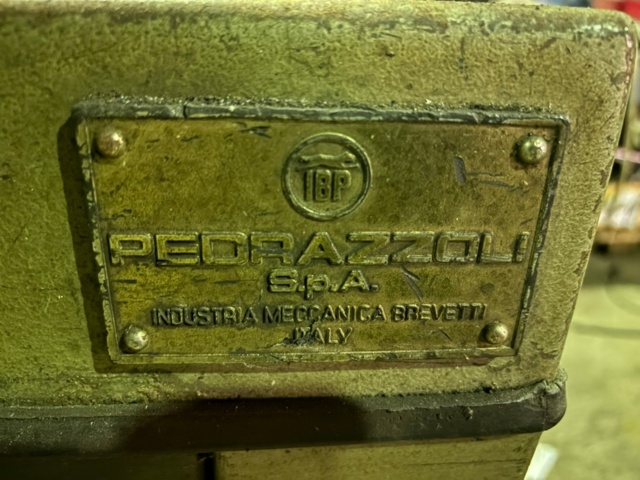 IBP
PEDRAZZOLI
S.p.A.
INDUSTRIA MECCANICA BREVETTI
ITALY